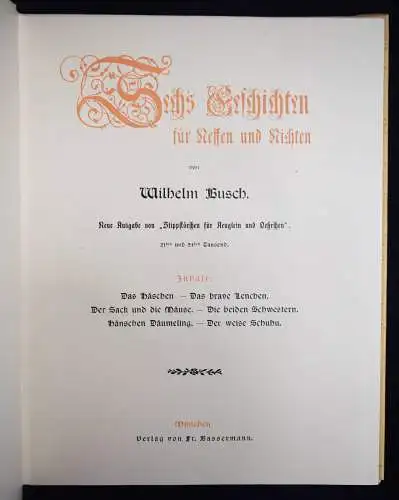 Sechs Geschichten
für Neffen und Nichten
von
Wilhelm Busch.
Neue Ausgabe von „Stippstörchen für Aeuglein und Oehrchen“.
Tausend.
Inhalt:
Das Häschen — Das brave Lenchen.
Der Sack und die Mäuse. — Die beiden Schwestern.
Hänschen Däumeling. — Der weise Schuhu.
München
Verlag von Fr. Bassermann.